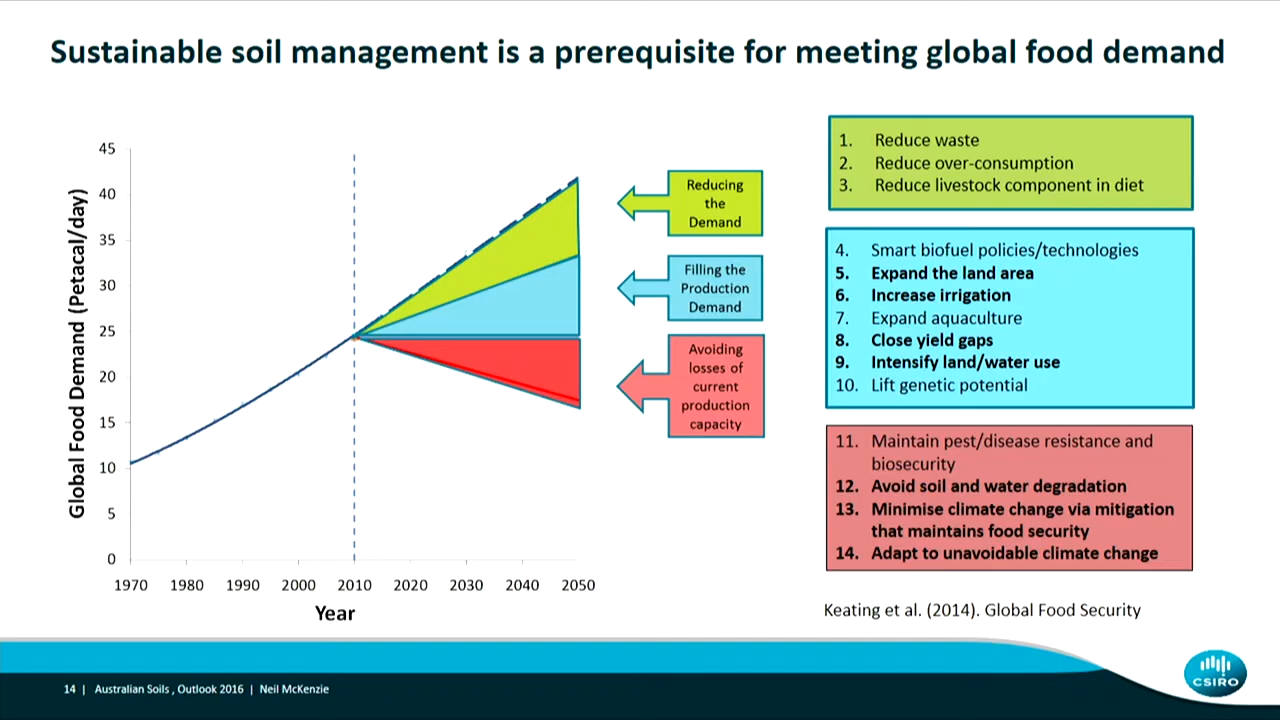 Sustainable soil management is a prerequisite for meeting global food demand
Global Food Demand (Petacal/day)
45
40
35
30
25
20
15
10
5
0
1970 1980 1990 2000 2010 2020 2030 2040 2050
Year
Reducing
the
Demand
Filling the
Production
Demand
Avoiding
losses of
current
production
capacity
1. Reduce waste
2. Reduce over-consumption
3. Reduce livestock component in diet
4. Smart biofuel policies/technologies
5. Expand the land area
6. Increase irrigation
7. Expand aquaculture
8. Close yield gaps
9. Intensify land/water use
10. Lift genetic potential
11. Maintain pest/disease resistance and
biosecurity
12. Avoid soil and water degradation
13. Minimise climate change via mitigation
that maintains food security
14. Adapt to unavoidable climate change
Keating et al. (2014). Global Food Security
14 | Australian Soils , Outlook 2016 | Neil McKenzie
CSIRO